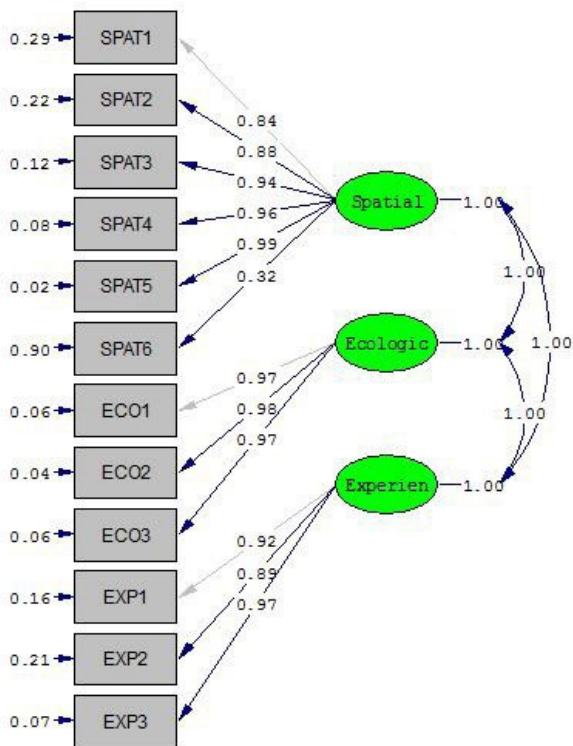 0.29 SPAT1
0.22 SPAT2
0.84
0.88
0.12 SPAT3
0.94
0.96
Spatial 1.00
0.08 SPAT4
0.99
0.02 SPAT5
0.32
1.00
0.90 SPAT6
Ecologic 1.00
1.00
0.97
0.06 ECO1
0.98
0.97
1.00
0.04 ECO2
Experien 1.00
0.06 ECO3
0.92
0.89
0.16 EXP1
0.97
0.21 EXP2
0.07 EXP3